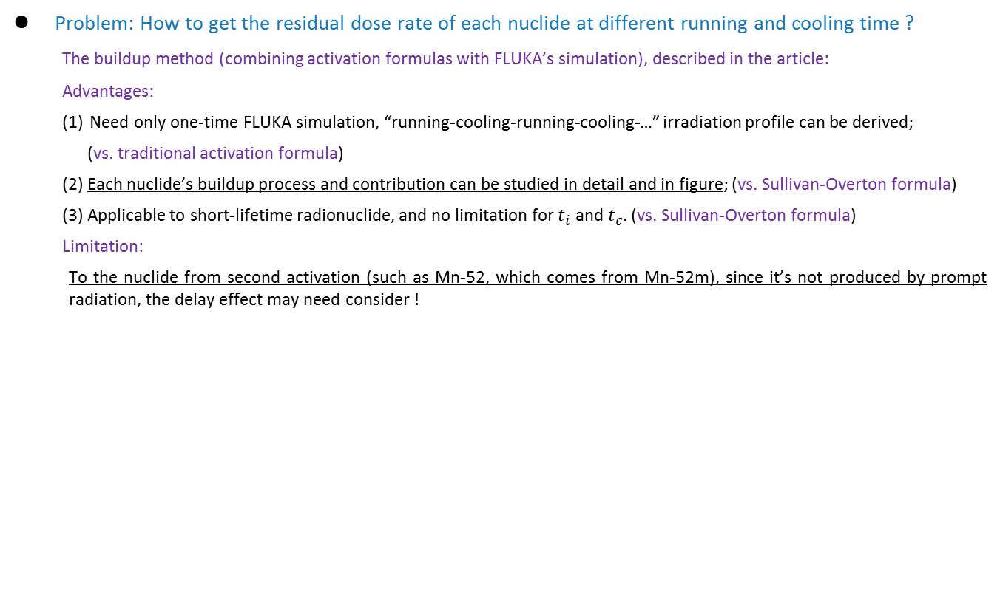 ● Problem: How to get the residual dose rate of each nuclide at different running and cooling time ?
The buildup method (combining activation formulas with FLUKA’s simulation), described in the article:
Advantages:
(1) Need only one-time FLUKA simulation, “running-cooling-running-cooling-…” irradiation profile can be derived;
(vs. traditional activation formula)
(2) Each nuclide’s buildup process and contribution can be studied in detail and in figure; (vs. Sullivan-Overton formula)
(3) Applicable to short-lifetime radionuclide, and no limitation for tᵢ and t_c. (vs. Sullivan-Overton formula)
Limitation:
To the nuclide from second activation (such as Mn-52, which comes from Mn-52m), since it’s not produced by prompt
radiation, the delay effect may need consider !